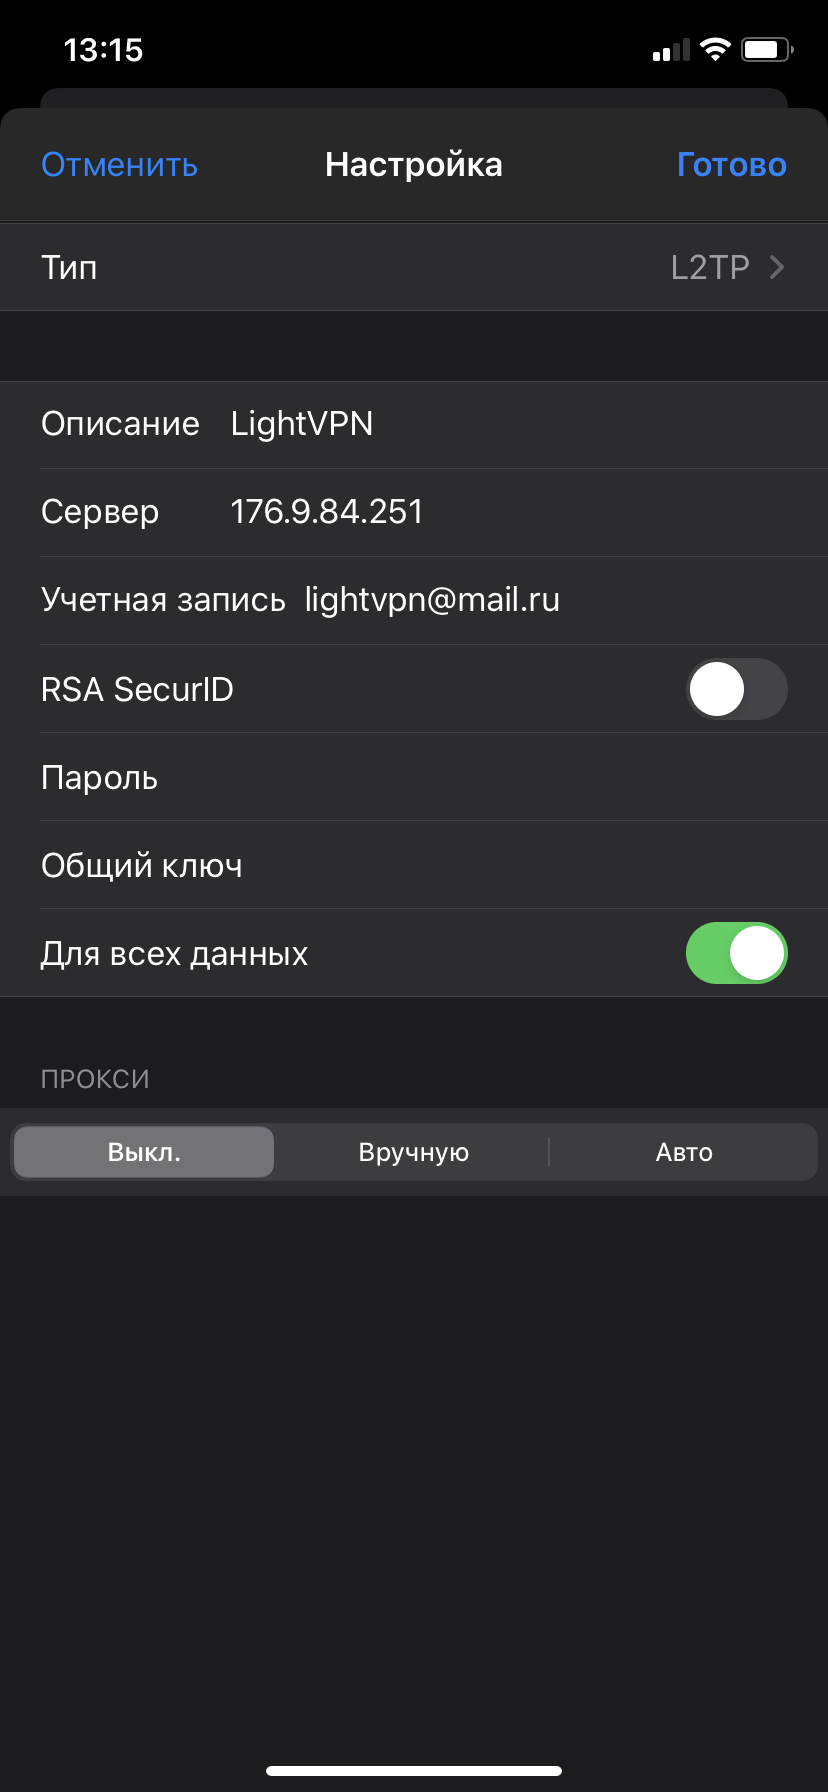 13:15
Отменить Настройка Готово
Тип L2TP
Описание LightVPN
Сервер 176.9.84.251
Учетная запись lightvpn@mail.ru
RSA SecurID
Пароль
Общий ключ
Для всех данных
ПРОКСИ
Выкл. Вручную Авто